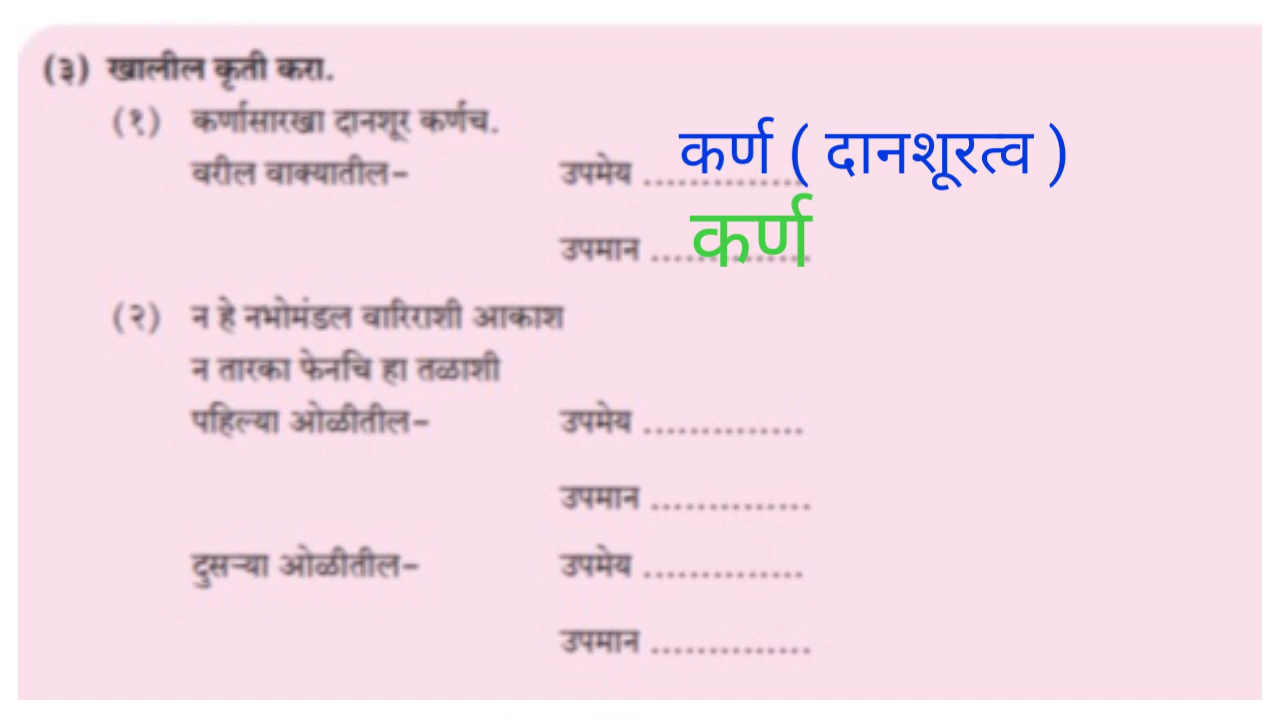 (३) खालील कृती करा.
(१) कर्णासारखा दानशूर कर्णच.
वरील वाक्यातील- उपमेय .............. कर्ण ( दानशूरत्व )
उपमान .............. कर्ण
(२) न हे नभोमंडल वारिराशी आकाश
न तारका फेनचि हा तळाशी
पहिल्या ओळीतील- उपमेय ..............
उपमान ..............
दुसऱ्या ओळीतील- उपमेय ..............
उपमान ..............